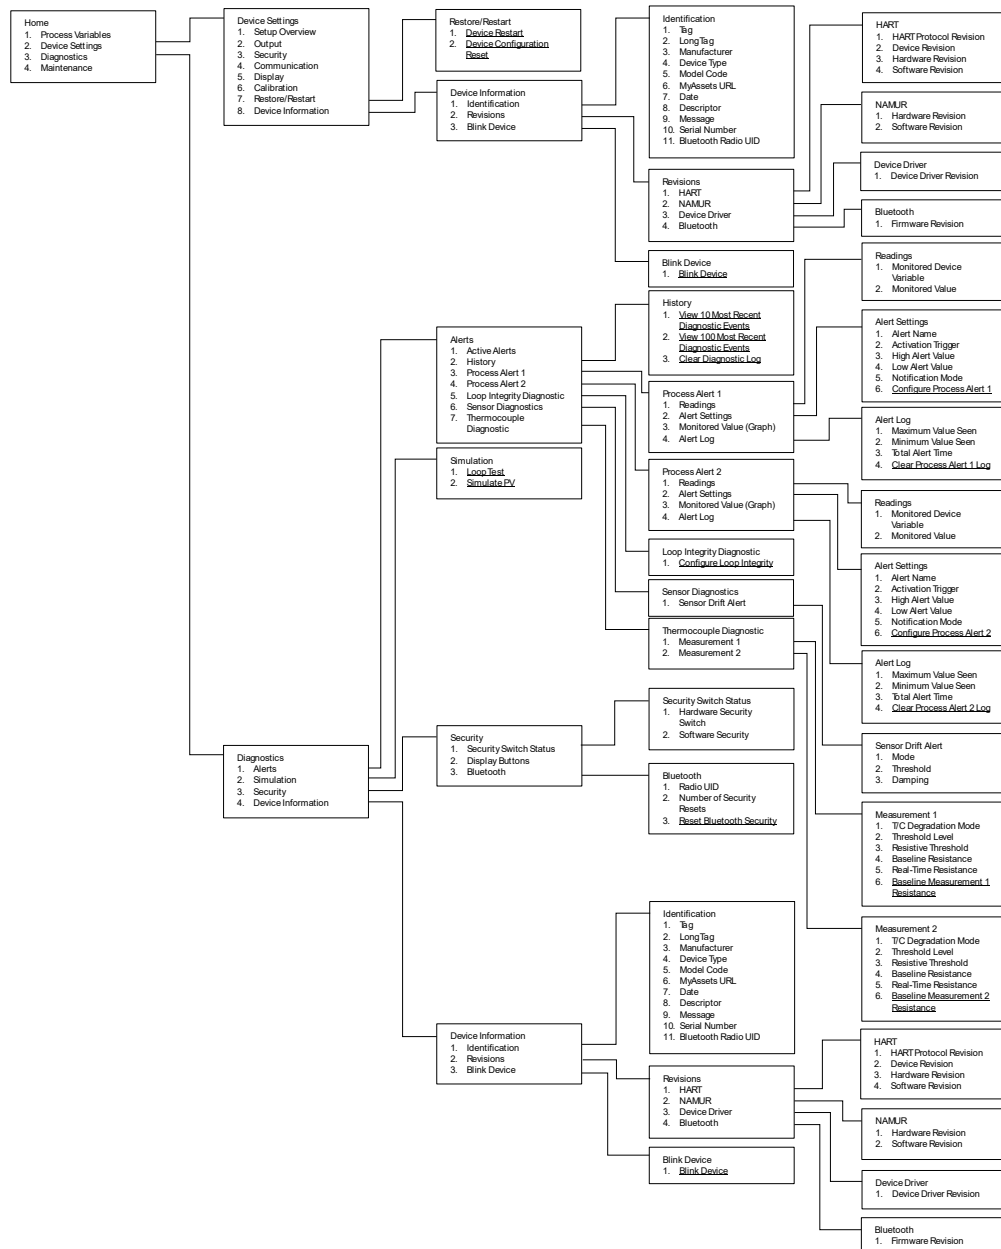 Home
1. Process Variables
2. Device Settings
3. Diagnostics
4. Maintenance
Device Settings
1. Setup Overview
2. Output
3. Security
4. Communication
5. Display
6. Calibration
7. Restore/Restart
8. Device Information
Restore/Restart
1. Device Restart
2. Device Configuration
Reset
Device Information
1. Identification
2. Revisions
3. Blink Device
Identification
1. Tag
2. Long Tag
3. Manufacturer
4. Device Type
5. Model Code
6. MyAssets URL
7. Date
8. Descriptor
9. Message
10. Serial Number
11. Bluetooth Radio UID
Revisions
1. HART
2. NAMUR
3. Device Driver
4. Bluetooth
Blink Device
1. Blink Device
HART
1. HART Protocol Revision
2. Device Revision
3. Hardware Revision
4. Software Revision
NAMUR
1. Hardware Revision
2. Software Revision
Device Driver
1. Device Driver Revision
Bluetooth
1. Firmware Revision
Diagnostics
1. Alerts
2. Simulation
3. Security
4. Device Information
Alerts
1. Active Alerts
2. History
3. Process Alert 1
4. Process Alert 2
5. Loop Integrity Diagnostic
6. Sensor Diagnostics
7. Thermocouple
Diagnostic
Simulation
1. Loop Test
2. Simulate PV
History
1. View 10 Most Recent
Diagnostic Events
2. View 100 Most Recent
Diagnostic Events
3. Clear Diagnostic Log
Process Alert 1
1. Readings
2. Alert Settings
3. Monitored Value (Graph)
4. Alert Log
Process Alert 2
1. Readings
2. Alert Settings
3. Monitored Value (Graph)
4. Alert Log
Loop Integrity Diagnostic
1. Configure Loop Integrity
Sensor Diagnostics
1. Sensor Drift Alert
Thermocouple Diagnostic
1. Measurement 1
2. Measurement 2
Readings
1. Monitored Device
Variable
2. Monitored Value
Alert Settings
1. Alert Name
2. Activation Trigger
3. High Alert Value
4. Low Alert Value
5. Notification Mode
6. Configure Process Alert 1
Alert Log
1. Maximum Value Seen
2. Minimum Value Seen
3. Total Alert Time
4. Clear Process Alert 1 Log
Readings
1. Monitored Device
Variable
2. Monitored Value
Alert Settings
1. Alert Name
2. Activation Trigger
3. High Alert Value
4. Low Alert Value
5. Notification Mode
6. Configure Process Alert 2
Alert Log
1. Maximum Value Seen
2. Minimum Value Seen
3. Total Alert Time
4. Clear Process Alert 2 Log
Sensor Drift Alert
1. Mode
2. Threshold
3. Damping
Measurement 1
1. T/C Degradation Mode
2. Threshold Level
3. Resistive Threshold
4. Baseline Resistance
5. Real-Time Resistance
6. Baseline Measurement 1
Resistance
Measurement 2
1. T/C Degradation Mode
2. Threshold Level
3. Resistive Threshold
4. Baseline Resistance
5. Real-Time Resistance
6. Baseline Measurement 2
Resistance
Security
1. Security Switch Status
2. Display Buttons
3. Bluetooth
Security Switch Status
1. Hardware Security
Switch
2. Software Security
Bluetooth
1. Radio UID
2. Number of Security
Resets
3. Reset Bluetooth Security
Device Information
1. Identification
2. Revisions
3. Blink Device
Identification
1. Tag
2. Long Tag
3. Manufacturer
4. Device Type
5. Model Code
6. MyAssets URL
7. Date
8. Descriptor
9. Message
10. Serial Number
11. Bluetooth Radio UID
Revisions
1. HART
2. NAMUR
3. Device Driver
4. Bluetooth
Blink Device
1. Blink Device
HART
1. HART Protocol Revision
2. Device Revision
3. Hardware Revision
4. Software Revision
NAMUR
1. Hardware Revision
2. Software Revision
Device Driver
1. Device Driver Revision
Bluetooth
1. Firmware Revision